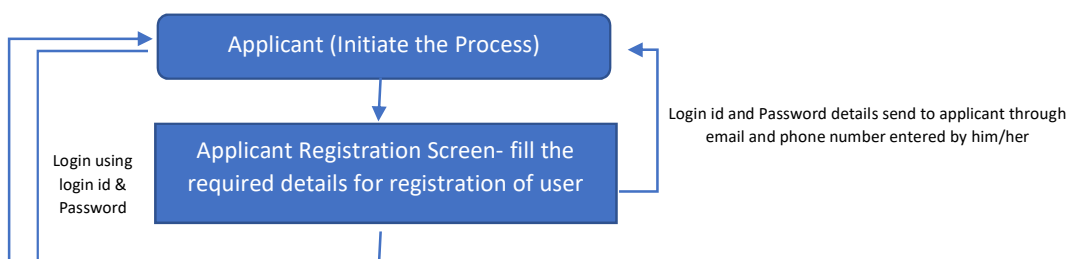 Applicant (Initiate the Process)
Login id and Password details send to applicant through
email and phone number entered by him/her
Applicant Registration Screen- fill the
required details for registration of user
Login using
login id &
Password